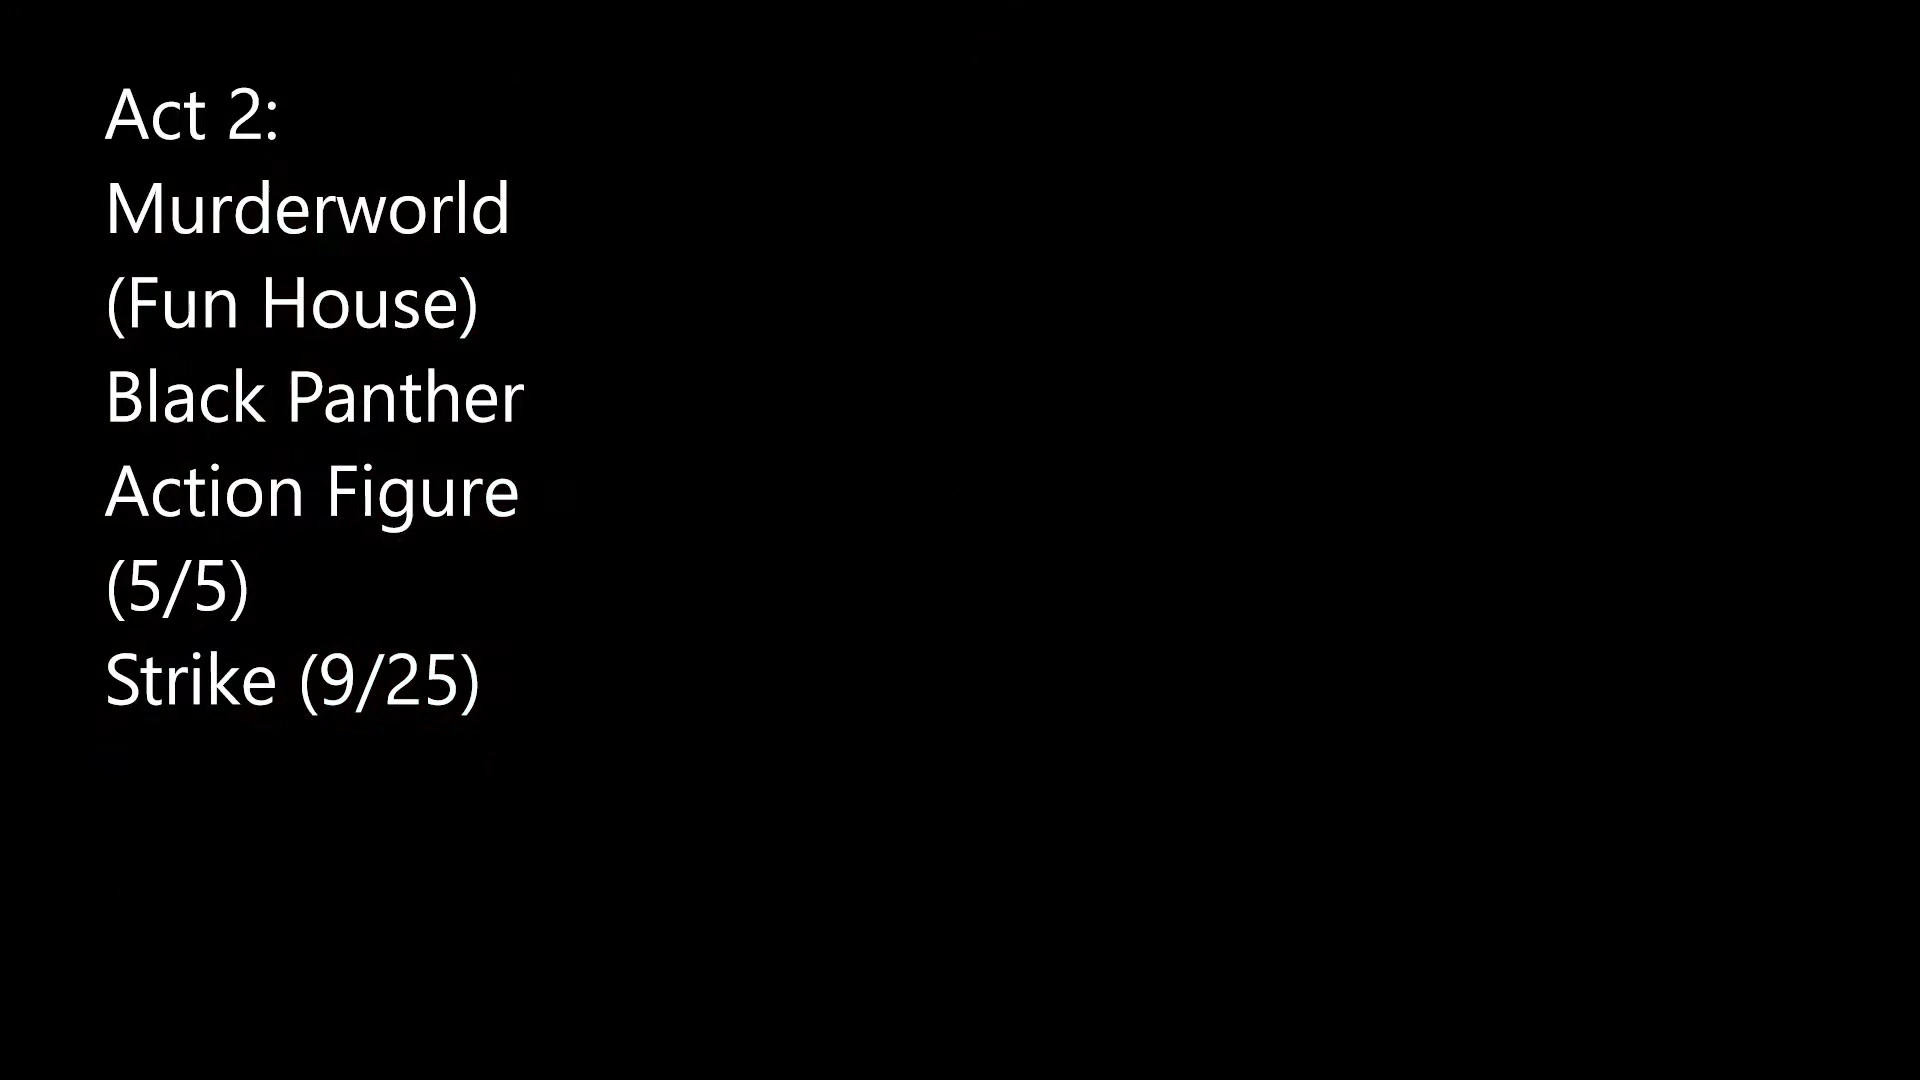 Act 2:
Murderworld
(Fun House)
Black Panther
Action Figure
(5/5)
Strike (9/25)